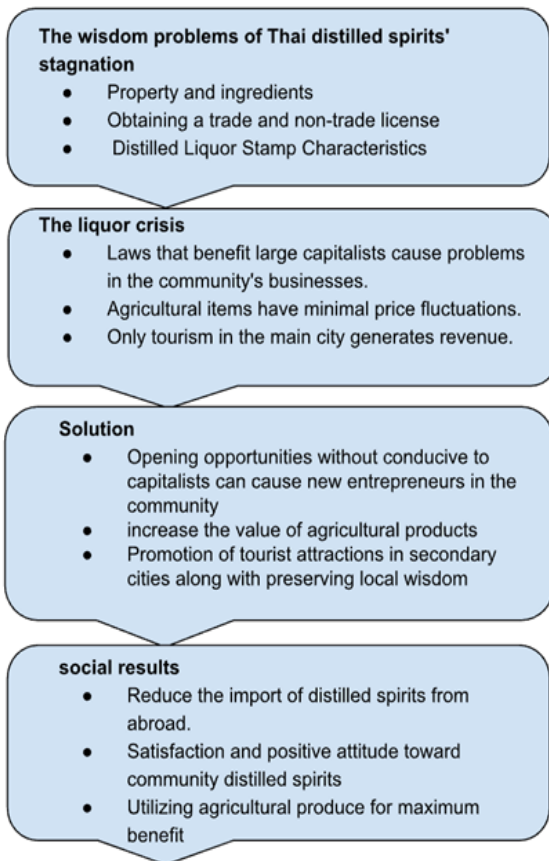 The wisdom problems of Thai distilled spirits'
stagnation
● Property and ingredients
● Obtaining a trade and non-trade license
● Distilled Liquor Stamp Characteristics
The liquor crisis
● Laws that benefit large capitalists cause problems
in the community's businesses.
● Agricultural items have minimal price fluctuations.
● Only tourism in the main city generates revenue.
Solution
● Opening opportunities without conducive to
capitalists can cause new entrepreneurs in the
community
● increase the value of agricultural products
● Promotion of tourist attractions in secondary
cities along with preserving local wisdom
social results
● Reduce the import of distilled spirits from
abroad.
● Satisfaction and positive attitude toward
community distilled spirits
● Utilizing agricultural produce for maximum
benefit